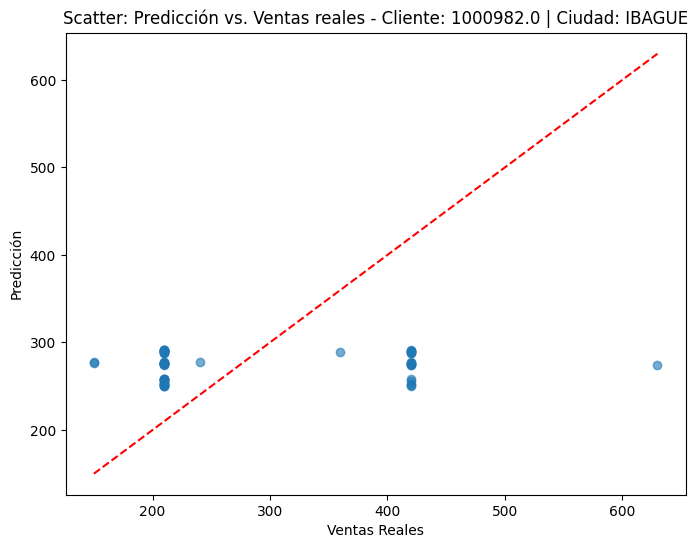 Scatter: Predicción vs. Ventas reales - Cliente: 1000982.0 | Ciudad: IBAGUE
600
500
400
300
200
Predicción
200 300 400 500 600
Ventas Reales